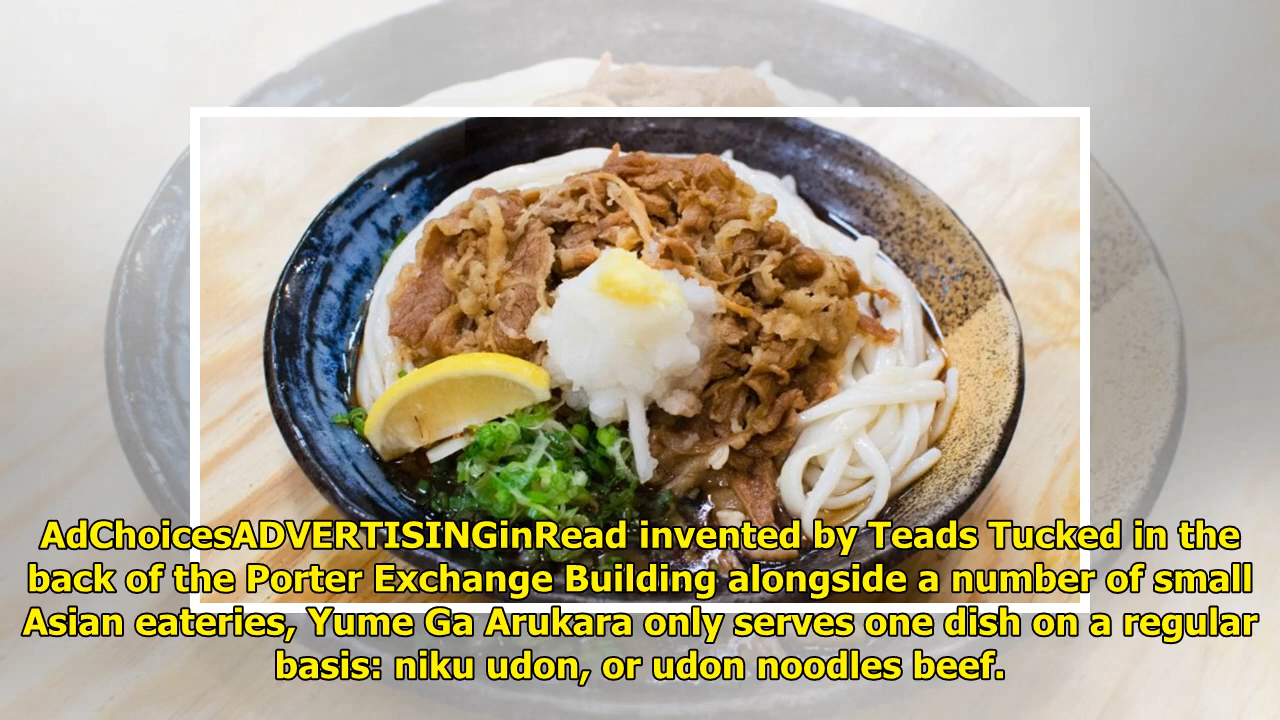 AdChoicesADVERTISINGinRead invented by Teads Tucked in the
back of the Porter Exchange Building alongside a number of small
Asian eateries, Yume Ga Arukara only serves one dish on a regular
basis: niku udon, or udon noodles beef.